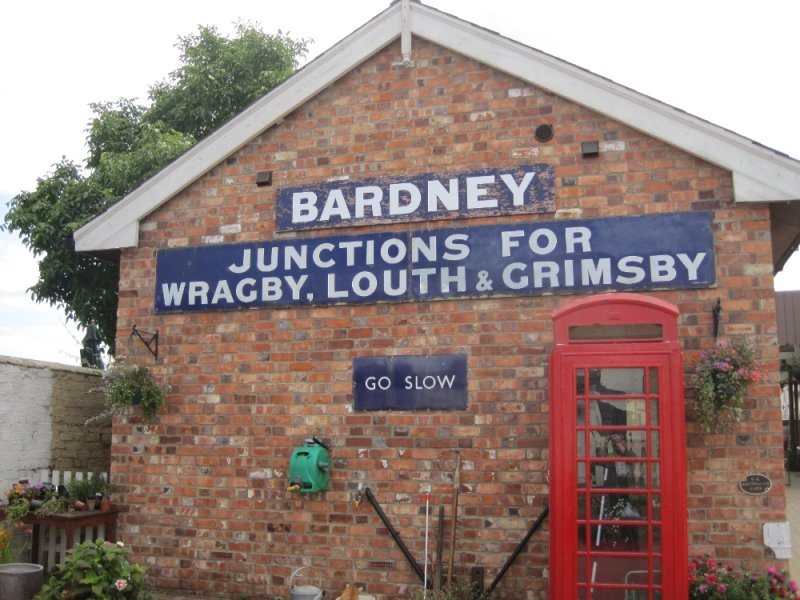 BARDNEY
JUNCTIONS FOR
WRAGBY, LOUTH & GRIMSBY
GO SLOW